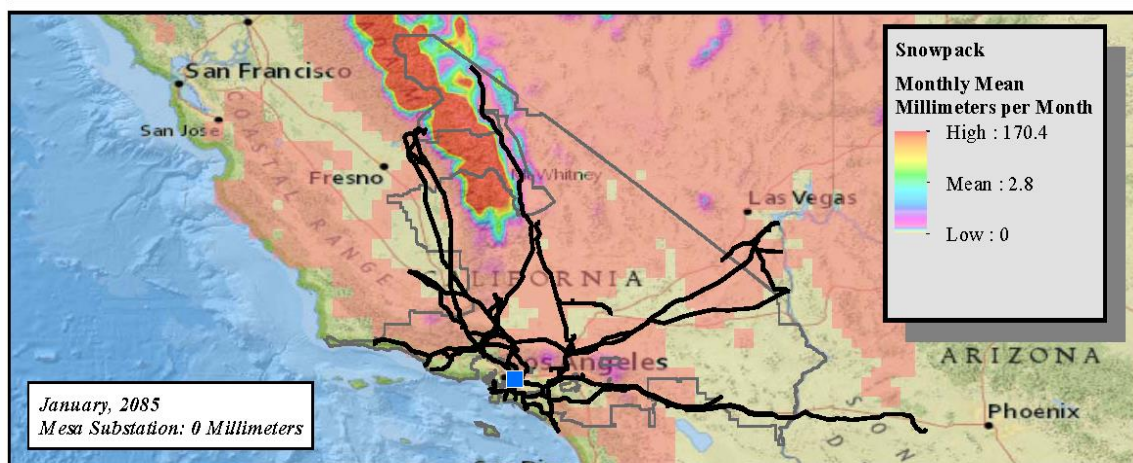 San Francisco
San Jose
COASTAL RANGE
Fresno
Whitney
Las Vegas
CALIFORNIA
Los Angeles
ARIZONA
Phoenix
Snowpack
Monthly Mean
Millimeters per Month
High : 170.4
Mean : 2.8
Low : 0
January, 2085
Mesa Substation: 0 Millimeters